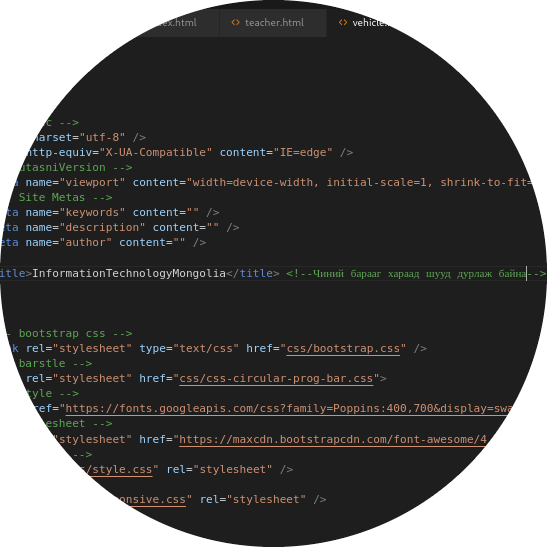 ex.html <> teacher.html <> vehicle.
c -->
harset="utf-8" />
http-equiv="X-UA-Compatible" content="IE=edge" />
utasniVersion -->
name="viewport" content="width=device-width, initial-scale=1, shrink-to-fit=
Site Metas -->
eta name="keywords" content="" />
eta name="description" content="" />
eta name="author" content="" />
itle>InformationTechnologyMongolia</title> <!--Чиний бараг хараад шууд дурлаж байна-->
- bootstrap css -->
k rel="stylesheet" type="text/css" href="css/bootstrap.css" />
barstle -->
rel="stylesheet" href="css/css-circular-prog-bar.css">
tyle -->
ref="https://fonts.googleapis.com/css?family=Poppins:400,700&display=swa
esheet -->
="stylesheet" href="https://maxcdn.bootstrapcdn.com/font-awesome/4
-->
s/style.css" rel="stylesheet" />
onsive.css" rel="stylesheet" />